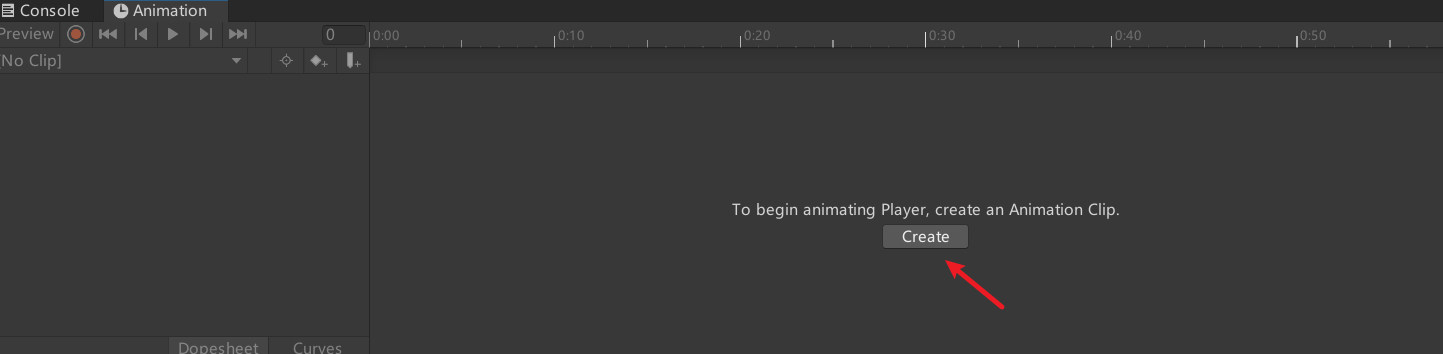 Console Animation
Preview 0 0:00 0:10 0:20 0:30 0:40 0:50
No Clip]
To begin animating Player, create an Animation Clip.
Create
Dopesheet Curves